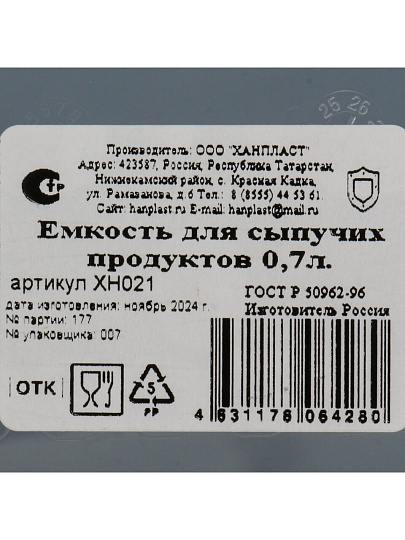 25 26
Производитель: ООО "ХАНПЛАСТ"
Адрес: 423587, Россия, Республика Татарстан,
Нижнекамский район, с. Красная Кадка,
ул. Рамазанова, д.6 Тел.: 8 (8555) 44 53 61.
Сайт: hanplast.ru E-mail: hanplast@mail.ru
Емкость для сыпучих
продуктов 0,7л.
артикул ХН021
ГОСТ Р 50962-96
дата изготовления: ноябрь 2024 г.
Изготовитель Россия
№ партии: 177
№ упаковщика: 007
ОТК
5
PP
4 631176 064280